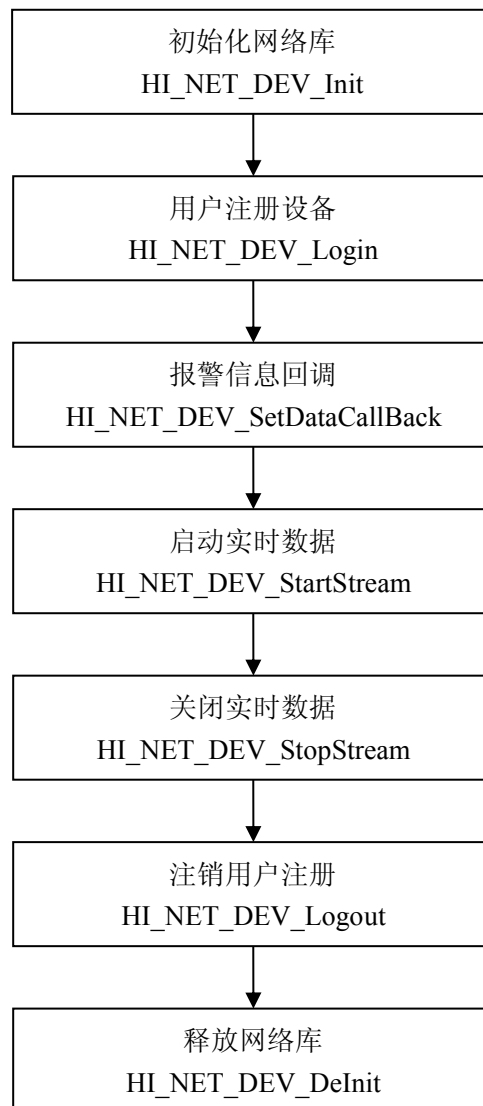 初始化网络库
HI_NET_DEV_Init
用户注册设备
HI_NET_DEV_Login
报警信息回调
HI_NET_DEV_SetDataCallBack
启动实时数据
HI_NET_DEV_StartStream
关闭实时数据
HI_NET_DEV_StopStream
注销用户注册
HI_NET_DEV_Logout
释放网络库
HI_NET_DEV_DeInit